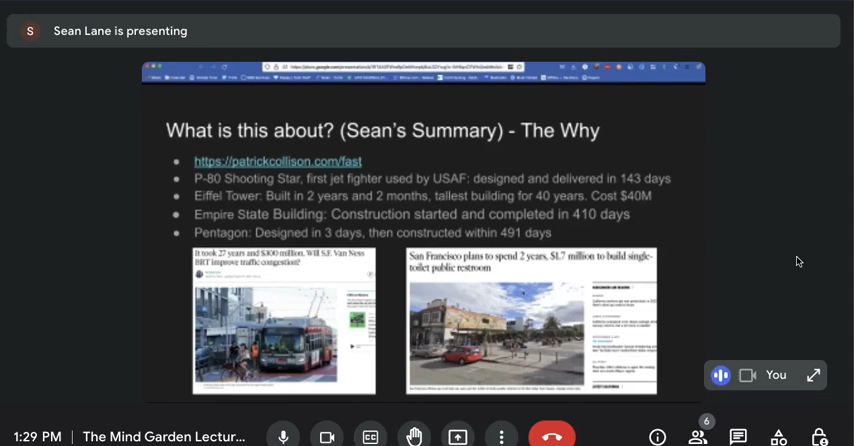 S
Sean Lane is presenting
What is this about? (Sean's Summary) - The Why
https://patrickcollison.com/fast
P-80 Shooting Star, first jet fighter used by USAF: designed and delivered in 143 days
Eiffel Tower: Built in 2 years and 2 months, tallest building for 40 years. Cost $40M
Empire State Building: Construction started and completed in 410 days
Pentagon: Designed in 3 days, then constructed within 491 days
It took 27 years and $300 million. Will S.F. Van Ness
BRT improve traffic congestion?
San Francisco plans to spend 2 years, $1.7 million to build single-
toilet public restroom
You
6
1:29 PM | The Mind Garden Lectur...
CC